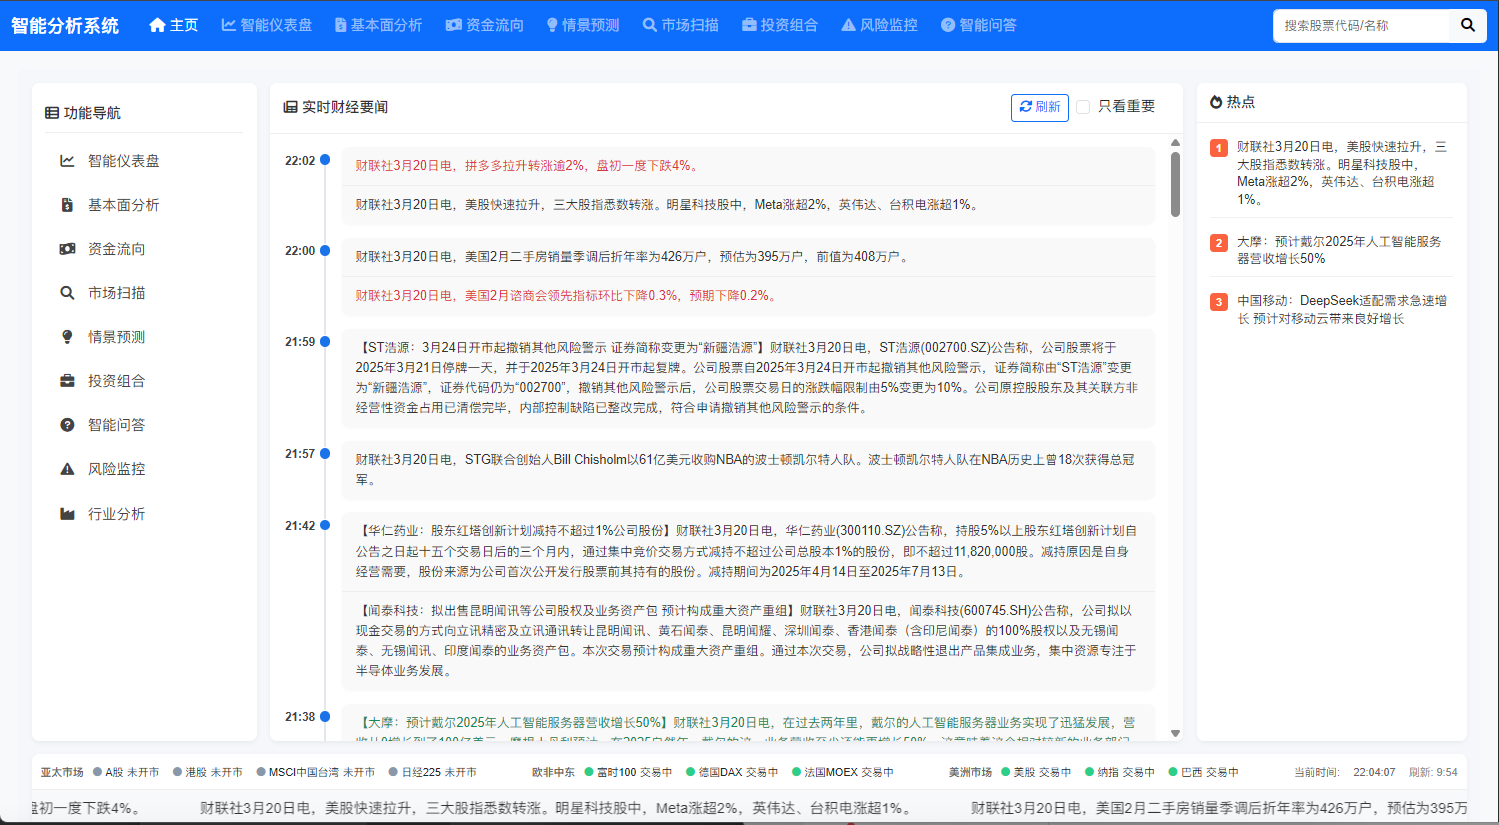 智能分析系统 主页 智能仪表盘 基本面分析 资金流向 情景预测 市场扫描 投资组合 风险监控 智能问答 搜索股票代码/名称
功能导航
智能仪表盘
基本面分析
资金流向
市场扫描
情景预测
投资组合
智能问答
风险监控
行业分析
实时财经要闻 刷新 只看重要
22:02
财联社3月20日电，拼多多拉升转涨逾2%，盘初一度下跌4%。
财联社3月20日电，美股快速拉升，三大股指悉数转涨。明星科技股中，Meta涨超2%，英伟达、台积电涨超1%。
22:00
财联社3月20日电，美国2月二手房销量季调后折年率为426万户，预估为395万户，前值为408万户。
财联社3月20日电，美国2月谘商会领先指标环比下降0.3%，预期下降0.2%。
21:59
【ST浩源：3月24日开市起撤销其他风险警示 证券简称变更为“新疆浩源”】财联社3月20日电，ST浩源(002700.SZ)公告称，公司股票将于
2025年3月21日停牌一天，并于2025年3月24日开市起复牌。公司股票自2025年3月24日开市起撤销其他风险警示，证券简称由“ST浩源”变更
为“新疆浩源”，证券代码仍为“002700”，撤销其他风险警示后，公司股票交易日的涨跌幅限制由5%变更为10%。公司原控股股东及其关联方非
经营性资金占用已清偿完毕，内部控制缺陷已整改完成，符合申请撤销其他风险警示的条件。
21:57
财联社3月20日电，STG联合创始人Bill Chisholm以61亿美元收购NBA的波士顿凯尔特人队。波士顿凯尔特人队在NBA历史上曾18次获得总冠
军。
21:42
【华仁药业：股东红塔创新计划减持不超过1%公司股份】财联社3月20日电，华仁药业(300110.SZ)公告称，持股5%以上股东红塔创新计划自
公告之日起十五个交易日后的三个月内，通过集中竞价交易方式减持不超过公司总股本1%的股份，即不超过11,820,000股。减持原因是自身
经营需要，股份来源为公司首次公开发行股票前其持有的股份。减持期间为2025年4月14日至2025年7月13日。
【闻泰科技：拟出售昆明闻讯等公司股权及业务资产包 预计构成重大资产重组】财联社3月20日电，闻泰科技(600745.SH)公告称，公司拟以
现金交易的方式向立讯精密及立讯通讯转让昆明闻讯、黄石闻泰、昆明闻耀、深圳闻泰、香港闻泰（含印尼闻泰）的100%股权以及无锡闻
泰、无锡闻讯、印度闻泰的业务资产包。本次交易预计构成重大资产重组。通过本次交易，公司拟战略性退出产品集成业务，集中资源专注于
半导体业务发展。
21:38
【大摩：预计戴尔2025年人工智能服务器营收增长50%】财联社3月20日电，在过去两年里，戴尔的人工智能服务器业务实现了迅猛发展，营
热点
1 财联社3月20日电，美股快速拉升，三
大股指悉数转涨。明星科技股中，
Meta涨超2%，英伟达、台积电涨超
1%。
2 大摩：预计戴尔2025年人工智能服务
器营收增长50%
3 中国移动：DeepSeek适配需求急速增
长 预计对移动云带来良好增长
亚太市场 A股 未开市 港股 未开市 MSCI中国台湾 未开市 日经225 未开市 欧非中东 富时100 交易中 德国DAX 交易中 法国MOEX 交易中 美洲市场 美股 交易中 纳指 交易中 巴西 交易中 当前时间: 22:04:07 刷新: 9:54
初一度下跌4%。 财联社3月20日电，美股快速拉升，三大股指悉数转涨。明星科技股中，Meta涨超2%，英伟达、台积电涨超1%。 财联社3月20日电，美国2月二手房销量季调后折年率为426万户，预估为395万